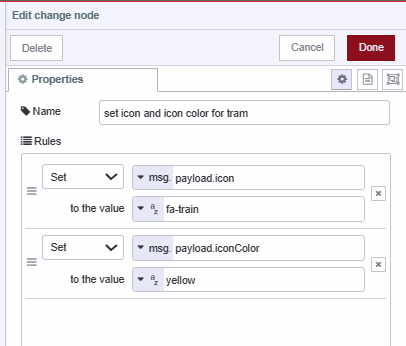 Edit change node
Delete
Cancel
Done
Properties
Name
set icon and icon color for tram
Rules
Set
msg. payload.icon
to the value
az fa-train
Set
msg. payload.iconColor
to the value
az yellow